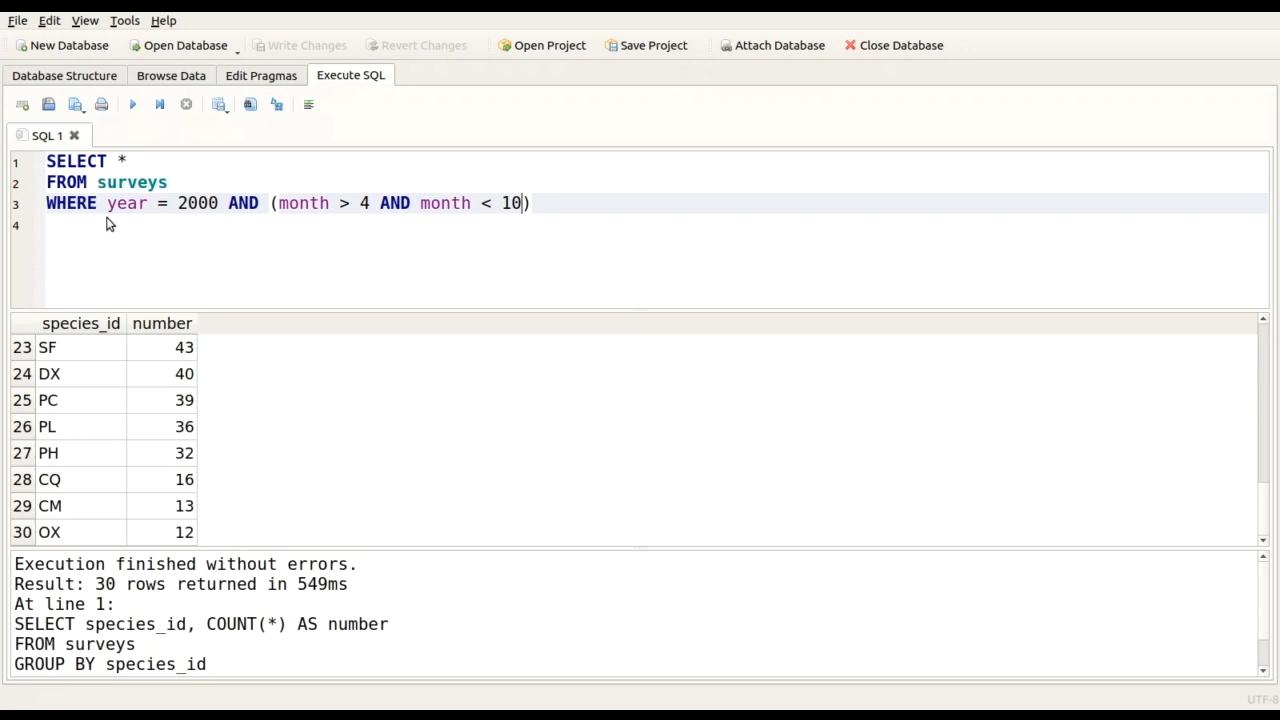 File Edit View Tools Help
New Database Open Database Write Changes Revert Changes Open Project Save Project Attach Database Close Database
Database Structure Browse Data Edit Pragmas Execute SQL
SQL 1
1 SELECT *
2 FROM surveys
3 WHERE year = 2000 AND (month > 4 AND month < 10)
4
species_id number
23 SF 43
24 DX 40
25 PC 39
26 PL 36
27 PH 32
28 CQ 16
29 CM 13
30 OX 12
Execution finished without errors.
Result: 30 rows returned in 549ms
At line 1:
SELECT species_id, COUNT(*) AS number
FROM surveys
GROUP BY species_id
UTF-8